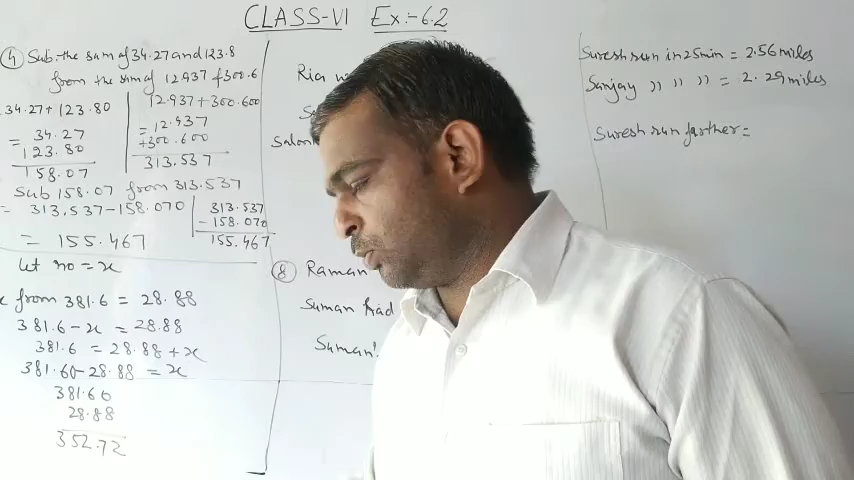 CLASS-VI Ex:-6.2
④ Sub. the sum of 34.27 and 123.8
from the sum of 12.937 & 300.6
34.27 + 123.80
= 34.27
123.80
158.07
12.937 + 300.600
= 12.937
+300.600
313.537
Sub 158.07 from 313.537
= 313.537 - 158.070
313.537
- 158.070
155.467
= 155.467
let no = x
x from 381.6 = 28.88
381.6 - x = 28.88
381.6 = 28.88 + x
381.60 - 28.88 = x
381.60
28.88
352.72
Ria
Salon
⑧ Raman
Suman had
Suman'
Suresh run in 25 min = 2.56 miles
Sanjay " " " = 2.29 miles
Suresh run farther =